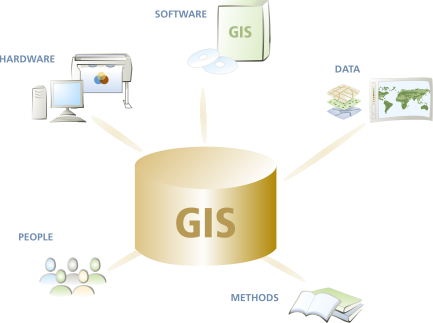 SOFTWARE
GIS
HARDWARE
DATA
GIS
PEOPLE
METHODS